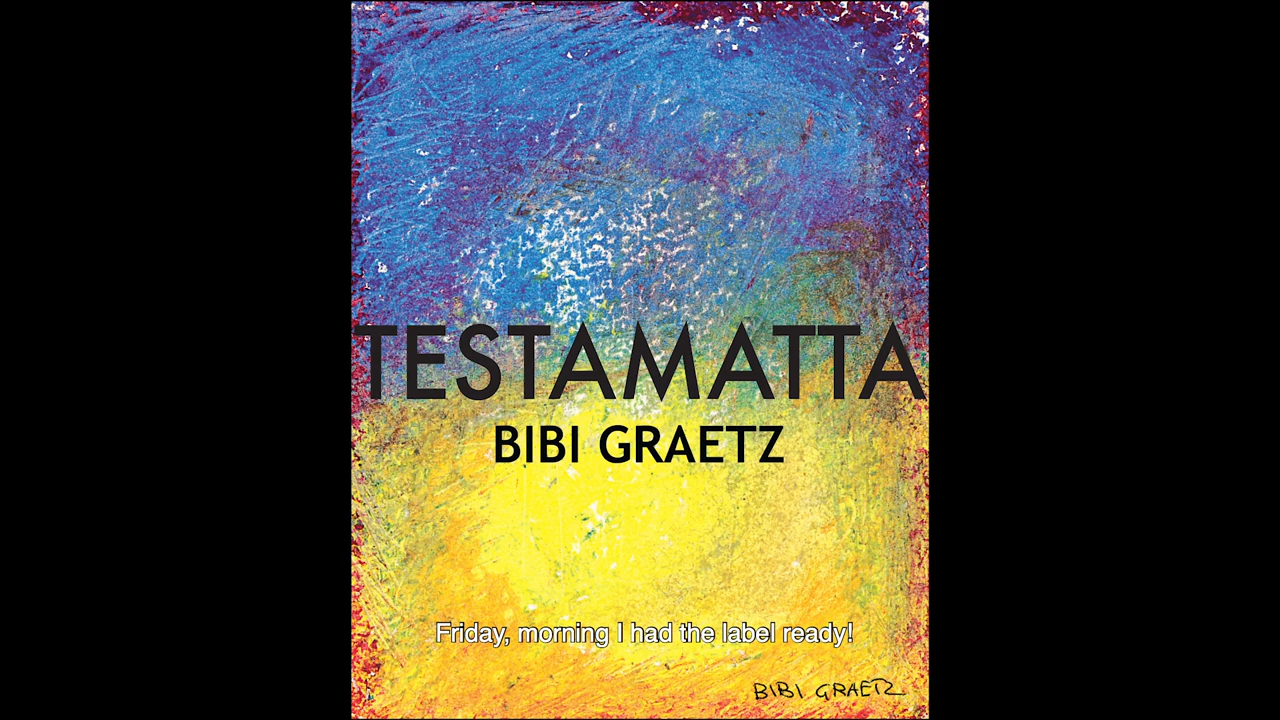 TESTAMATTA
BIBI GRAETZ
Friday, morning I had the label ready!
BIBI GRAETZ